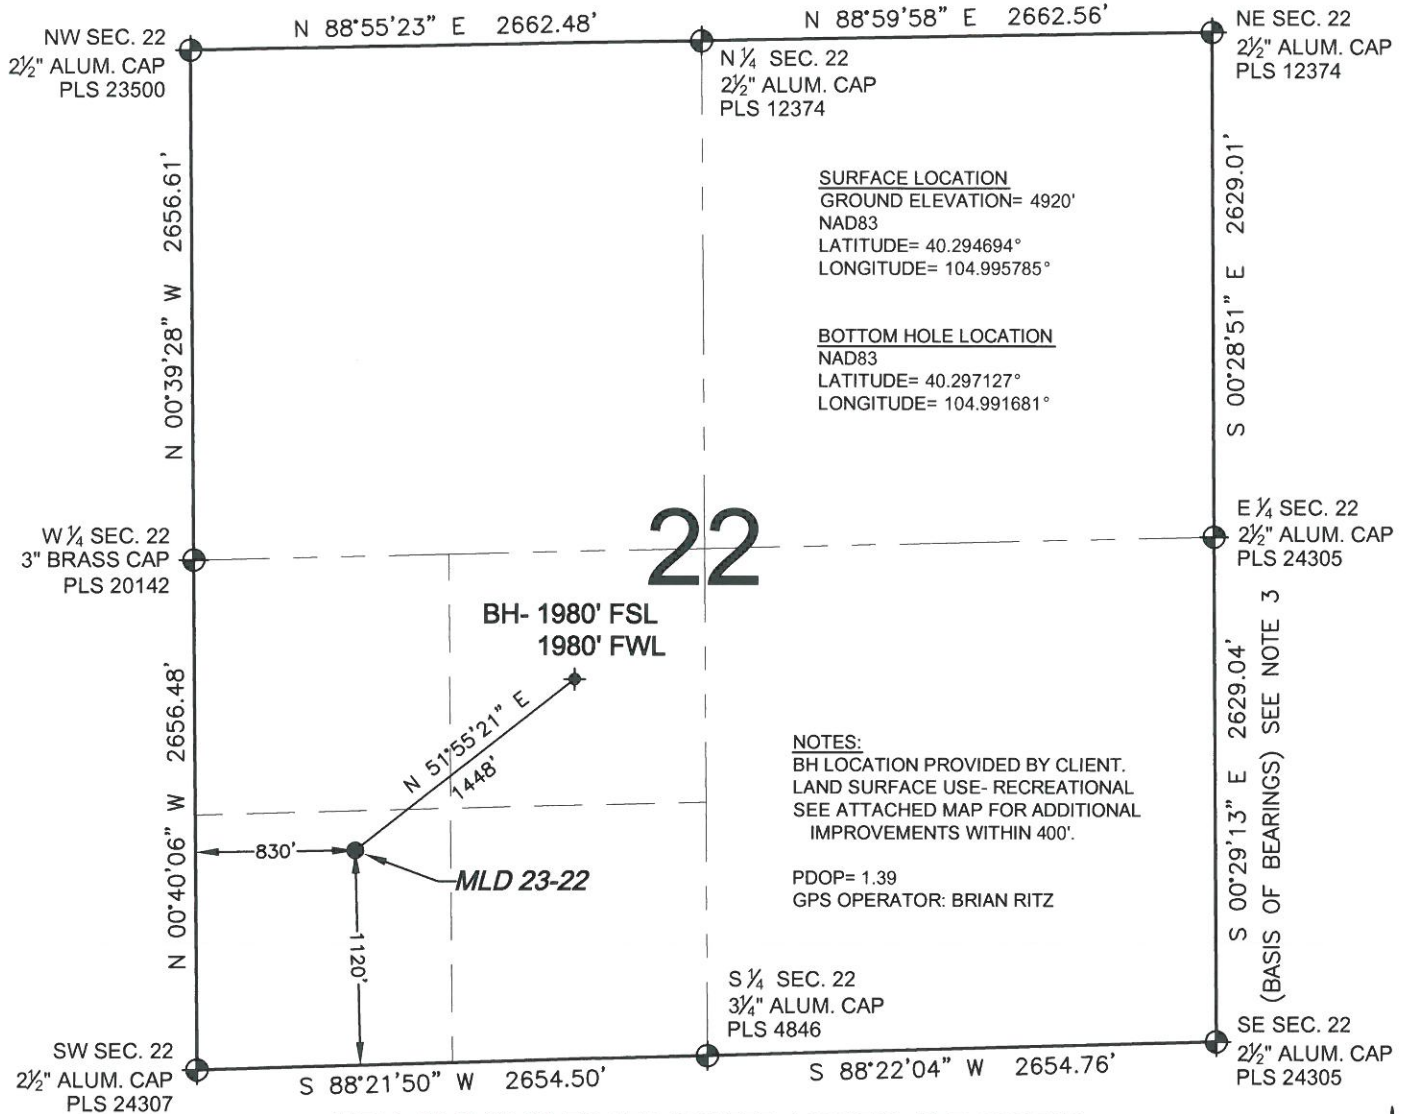 N 88°55'23" E 2662.48'
N 88°59'58" E 2662.56'
NW SEC. 22
2½" ALUM. CAP
PLS 23500
N ¼ SEC. 22
2½" ALUM. CAP
PLS 12374
NE SEC. 22
2½" ALUM. CAP
PLS 12374
N 00°39'28" W 2656.61'
SURFACE LOCATION
GROUND ELEVATION= 4920'
NAD83
LATITUDE= 40.294694°
LONGITUDE= 104.995785°
BOTTOM HOLE LOCATION
NAD83
LATITUDE= 40.297127°
LONGITUDE= 104.991681°
S 00°28'51" E 2629.01'
W ¼ SEC. 22
3" BRASS CAP
PLS 20142
22
E ¼ SEC. 22
2½" ALUM. CAP
PLS 24305
BH- 1980' FSL
1980' FWL
N 51°55'21" E
1448'
N 00°40'06" W 2656.48'
830'
MLD 23-22
1120'
NOTES:
BH LOCATION PROVIDED BY CLIENT.
LAND SURFACE USE- RECREATIONAL
SEE ATTACHED MAP FOR ADDITIONAL
IMPROVEMENTS WITHIN 400'.
PDOP= 1.39
GPS OPERATOR: BRIAN RITZ
S 00°29'13" E 2629.04'
(BASIS OF BEARINGS) SEE NOTE 3
SW SEC. 22
2½" ALUM. CAP
PLS 24307
S ¼ SEC. 22
3¼" ALUM. CAP
PLS 4846
SE SEC. 22
2½" ALUM. CAP
PLS 24305
S 88°21'50" W 2654.50'
S 88°22'04" W 2654.76'